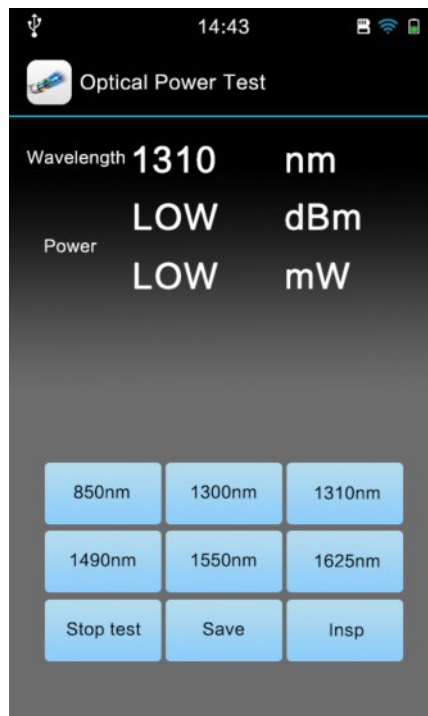 14:43
Optical Power Test
Wavelength 1310 nm
LOW dBm
Power
LOW mW
850nm 1300nm 1310nm
1490nm 1550nm 1625nm
Stop test Save Insp